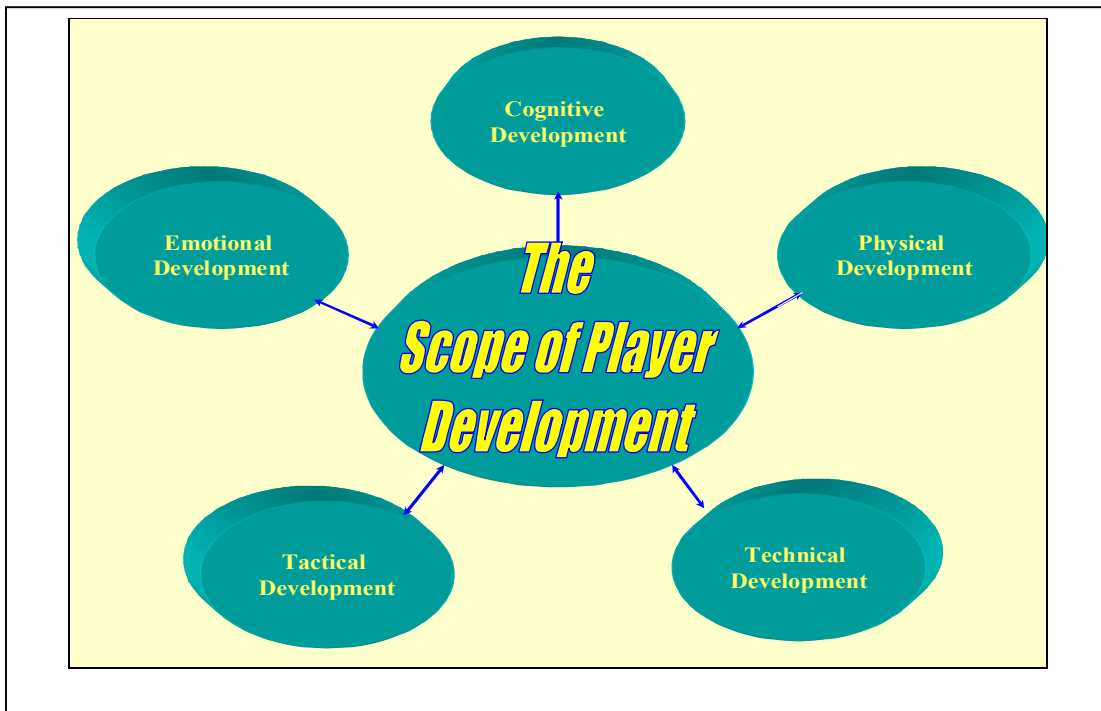 Cognitive
Development
Emotional
Development
Physical
Development
The
Scope of Player
Development
Tactical
Development
Technical
Development